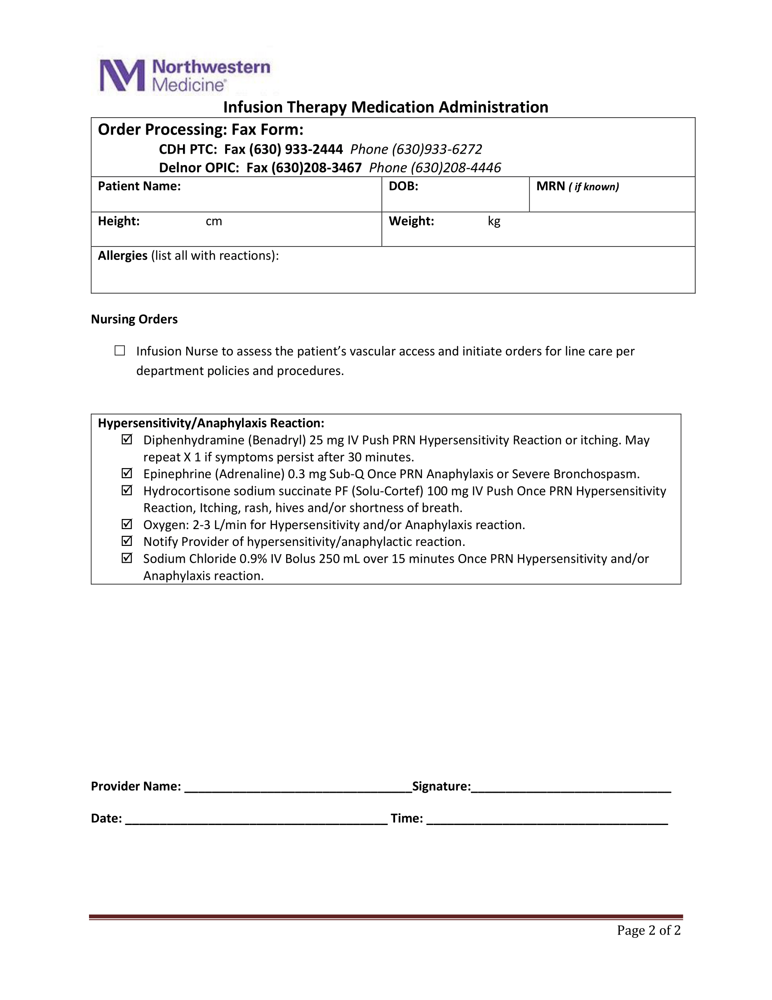 Northwestern
Medicine®
Infusion Therapy Medication Administration
Order Processing: Fax Form:
CDH PTC: Fax (630) 933-2444 Phone (630)933-6272
Delnor OPIC: Fax (630)208-3467 Phone (630)208-4446
Patient Name: DOB: MRN ( if known)
Height: cm Weight: kg
Allergies (list all with reactions):
Nursing Orders
☐ Infusion Nurse to assess the patient’s vascular access and initiate orders for line care per
department policies and procedures.
Hypersensitivity/Anaphylaxis Reaction:
☑ Diphenhydramine (Benadryl) 25 mg IV Push PRN Hypersensitivity Reaction or itching. May
repeat X 1 if symptoms persist after 30 minutes.
☑ Epinephrine (Adrenaline) 0.3 mg Sub-Q Once PRN Anaphylaxis or Severe Bronchospasm.
☑ Hydrocortisone sodium succinate PF (Solu-Cortef) 100 mg IV Push Once PRN Hypersensitivity
Reaction, Itching, rash, hives and/or shortness of breath.
☑ Oxygen: 2-3 L/min for Hypersensitivity and/or Anaphylaxis reaction.
☑ Notify Provider of hypersensitivity/anaphylactic reaction.
☑ Sodium Chloride 0.9% IV Bolus 250 mL over 15 minutes Once PRN Hypersensitivity and/or
Anaphylaxis reaction.
Provider Name: _________________________________Signature:_____________________________
Date: ______________________________________ Time: ___________________________________
Page 2 of 2